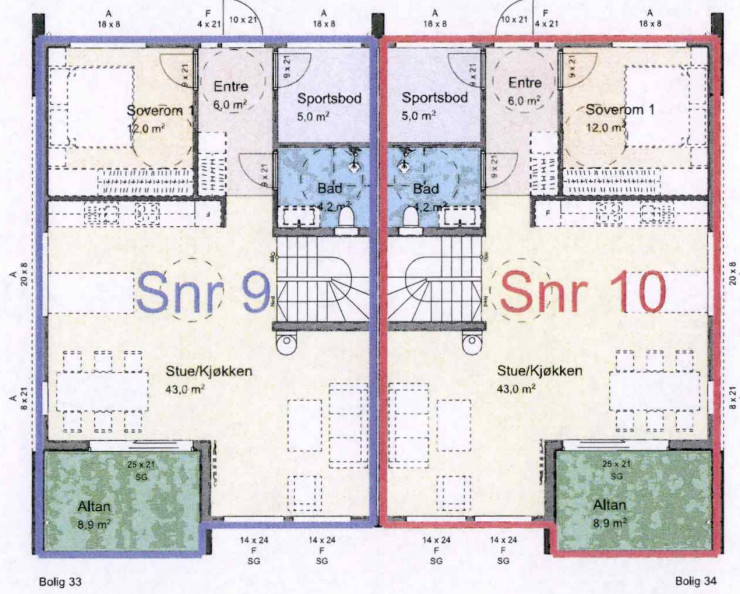 A
18 x 8
F
4 x 21
10 x 21
A
18 x 8
A
18 x 8
10 x 21
F
4 x 21
A
18 x 8
9 x 21
9 x 21
Soverom 1
12,0 m²
Entre
6,0 m²
Sportsbod
5,0 m²
Sportsbod
5,0 m²
Entre
6,0 m²
Soverom 1
12,0 m²
9 x 21
9 x 21
Bad
4,2 m²
Bad
4,2 m²
F
F
A
20 x 8
Snr 9
Snr 10
A
20 x 8
Stue/Kjøkken
43,0 m²
Stue/Kjøkken
43,0 m²
A
8 x 21
8 x 21
25 x 21
SG
25 x 21
SG
Altan
8,9 m²
Altan
8,9 m²
14 x 24
F
SG
14 x 24
F
SG
14 x 24
F
SG
14 x 24
F
SG
Bolig 33
Bolig 34